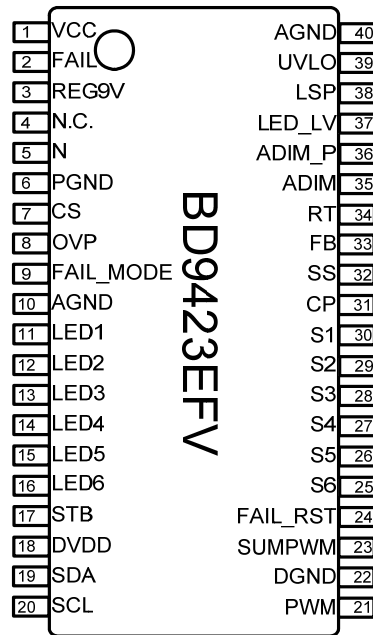 1 VCC AGND 40
2 FAIL UVLO 39
3 REG9V LSP 38
4 N.C. LED_LV 37
5 N ADIM_P 36
6 PGND ADIM 35
7 CS RT 34
8 OVP FB 33
9 FAIL_MODE SS 32
10 AGND CP 31
11 LED1 S1 30
12 LED2 S2 29
13 LED3 S3 28
14 LED4 S4 27
15 LED5 S5 26
16 LED6 S6 25
17 STB FAIL_RST 24
18 DVDD SUMPWM 23
19 SDA DGND 22
20 SCL PWM 21
BD9423EFV